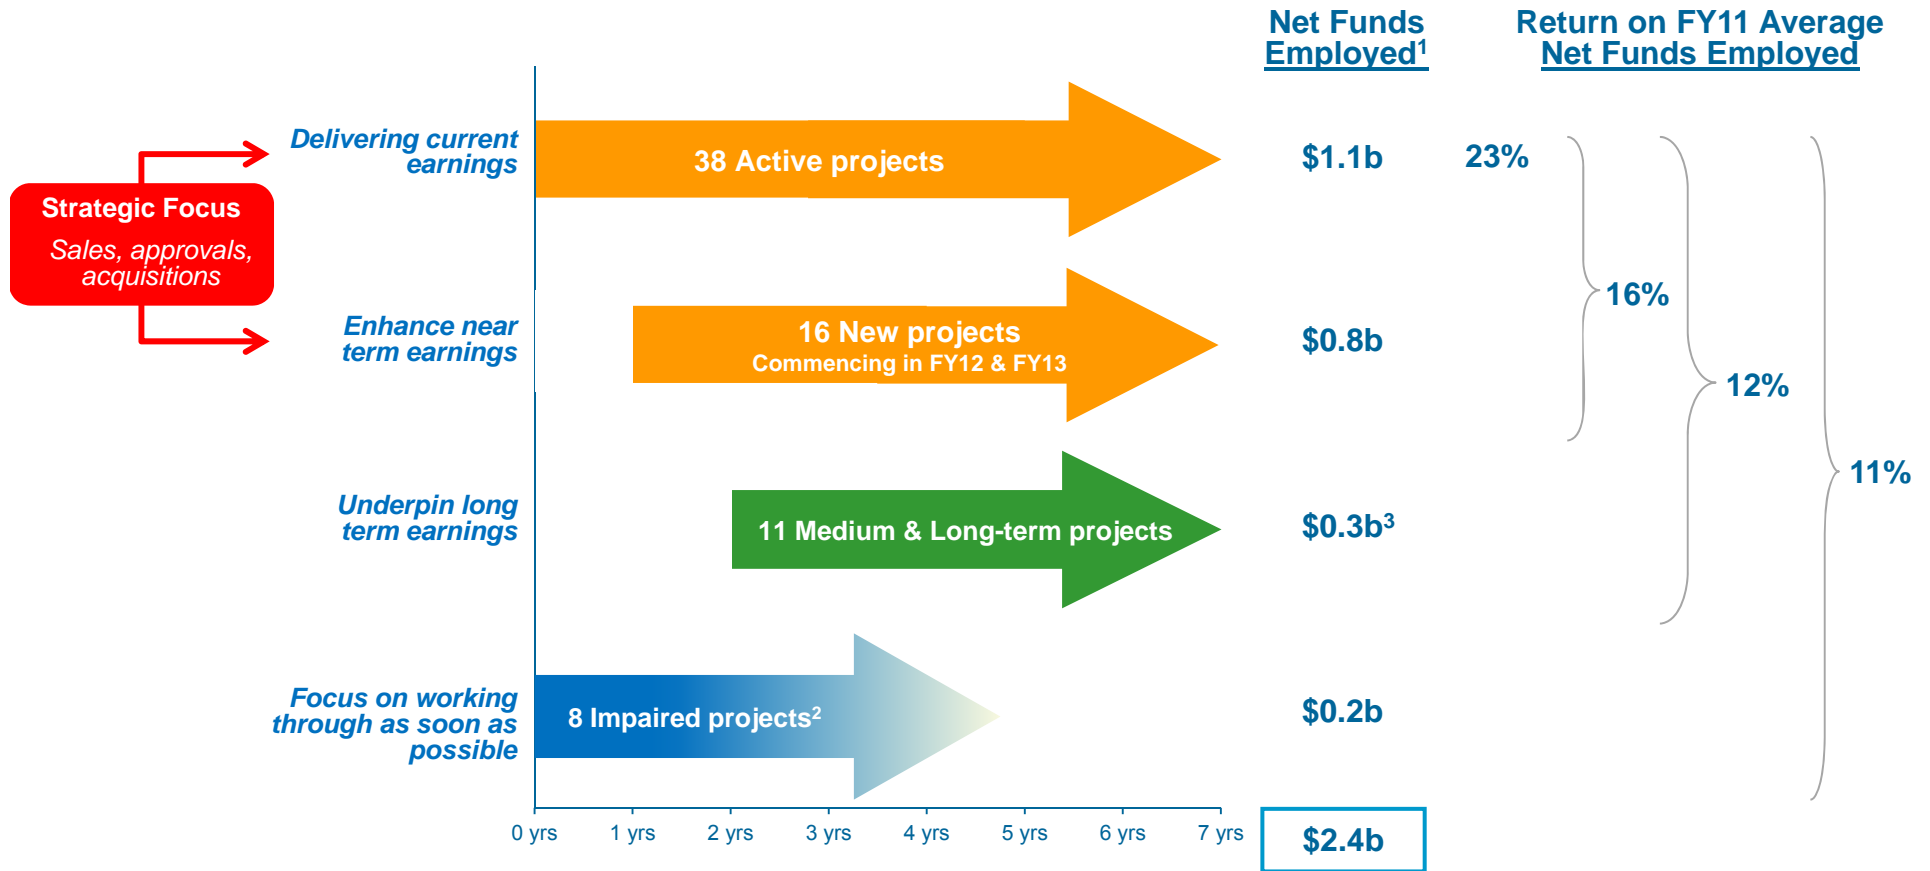 Net Funds
Employed¹
Return on FY11 Average
Net Funds Employed
Strategic Focus
Sales, approvals,
acquisitions
Delivering current
earnings
38 Active projects
$1.1b
23%
16%
Enhance near
term earnings
16 New projects
Commencing in FY12 & FY13
$0.8b
12%
11%
Underpin long
term earnings
11 Medium & Long-term projects
$0.3b³
Focus on working
through as soon as
possible
8 Impaired projects²
$0.2b
0 yrs 1 yrs 2 yrs 3 yrs 4 yrs 5 yrs 6 yrs 7 yrs
$2.4b